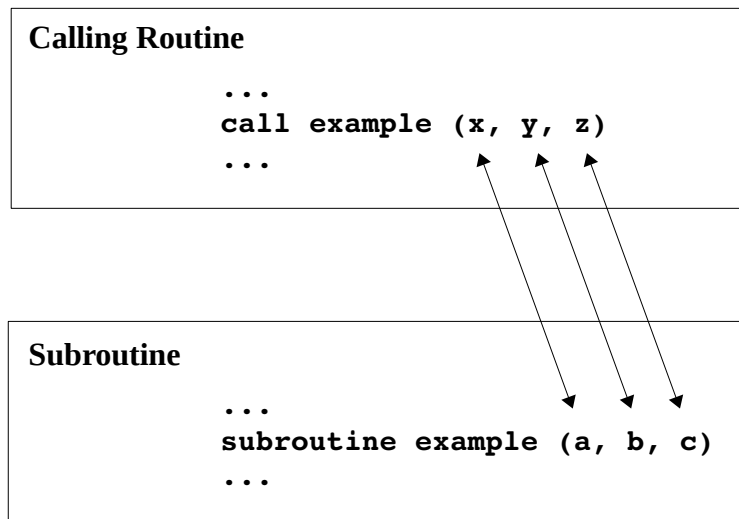 Calling Routine
...
call example (x, y, z)
...
Subroutine
...
subroutine example (a, b, c)
...